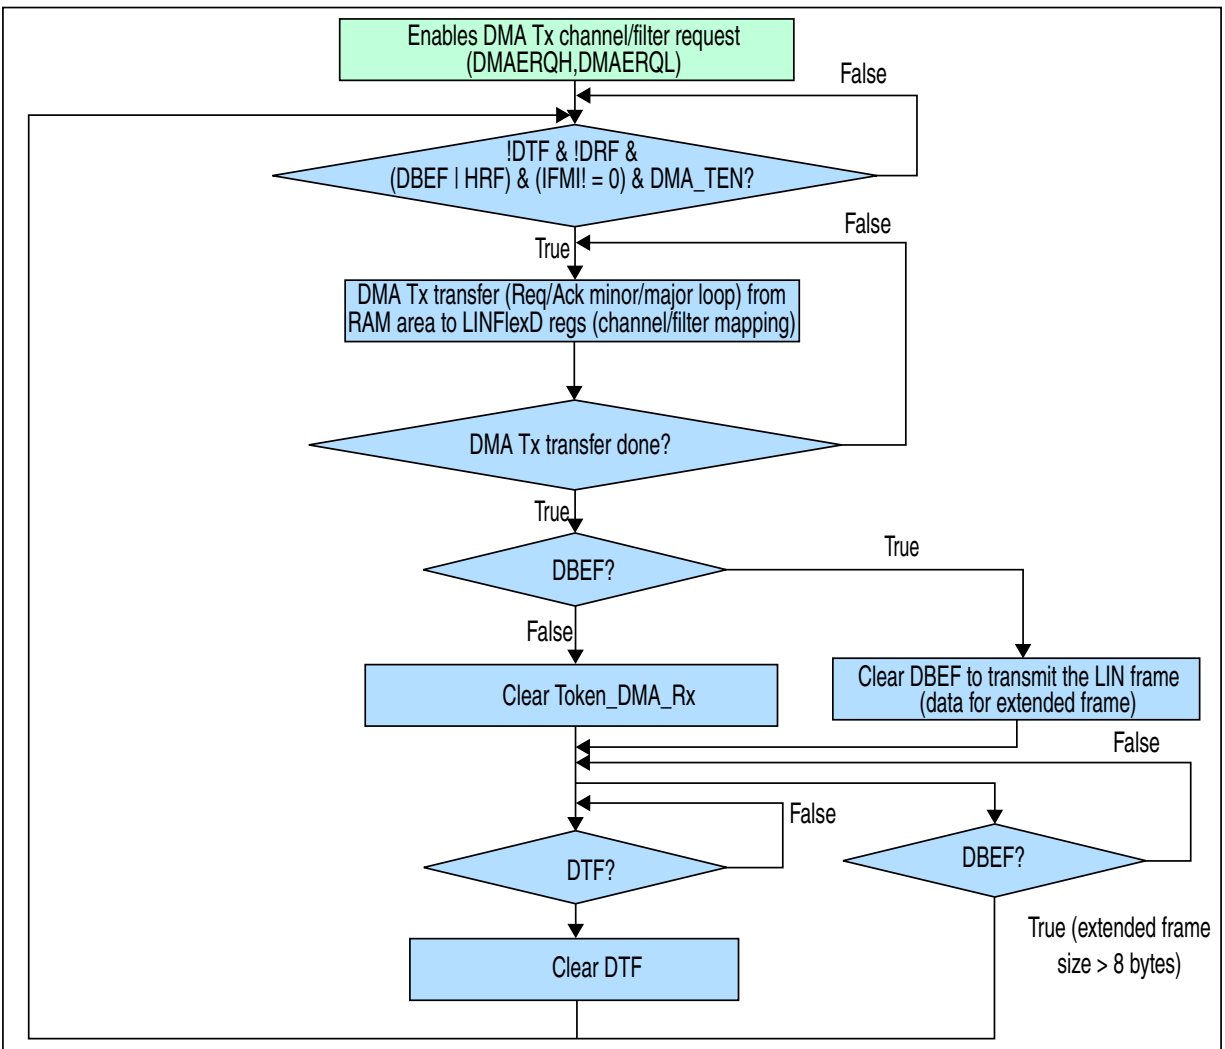 Enables DMA Tx channel/filter request
(DMAERQH,DMAERQL)
False
!DTF & !DRF &
(DBEF | HRF) & (IFMI! = 0) & DMA_TEN?
False
True
DMA Tx transfer (Req/Ack minor/major loop) from
RAM area to LINFlexD regs (channel/filter mapping)
DMA Tx transfer done?
True
True
DBEF?
False
Clear Token_DMA_Rx
Clear DBEF to transmit the LIN frame
(data for extended frame)
False
False
DTF?
DBEF?
True (extended frame
size > 8 bytes)
Clear DTF